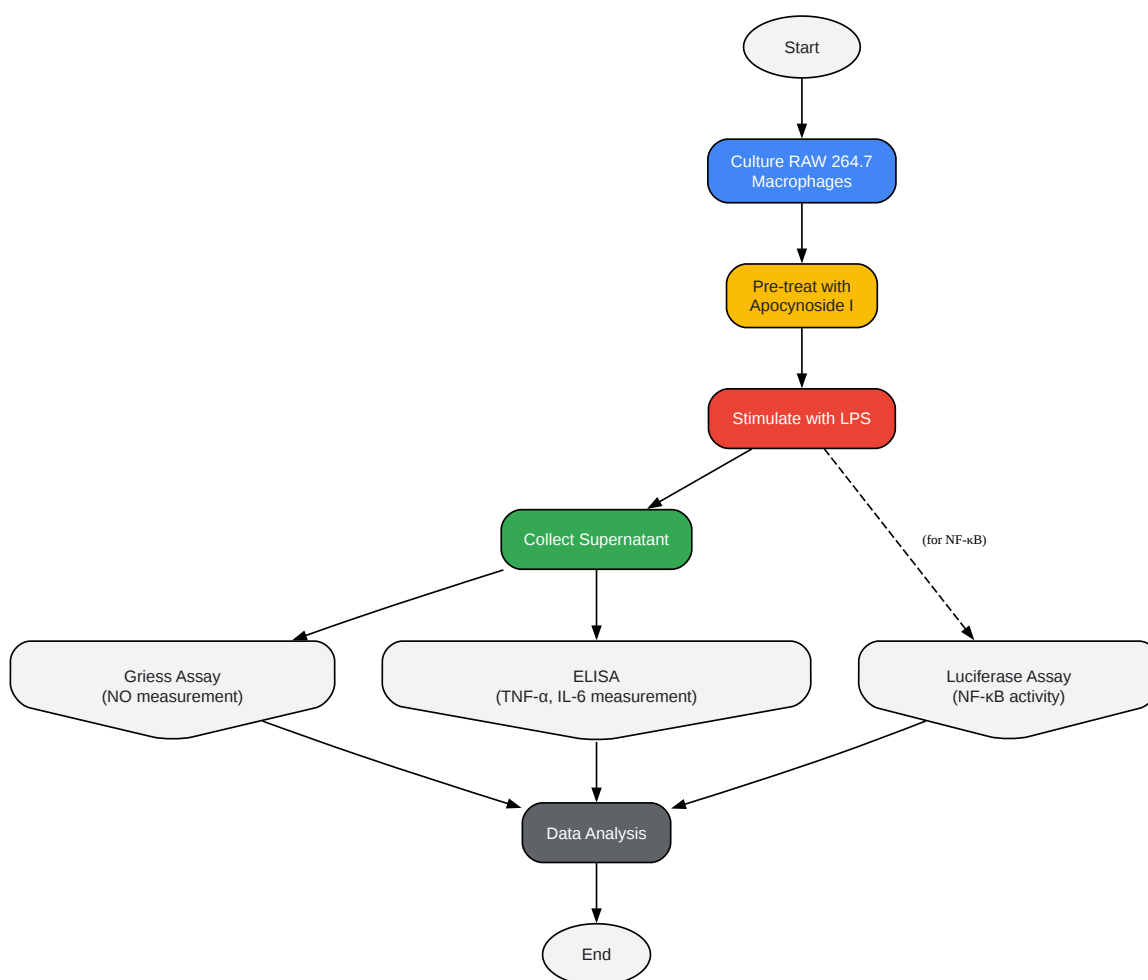 Start
Culture RAW 264.7
Macrophages
Pre-treat with
Apocynoside I
Stimulate with LPS
Collect Supernatant
(for NF-κB)
Griess Assay
(NO measurement)
ELISA
(TNF-α, IL-6 measurement)
Luciferase Assay
(NF-κB activity)
Data Analysis
End